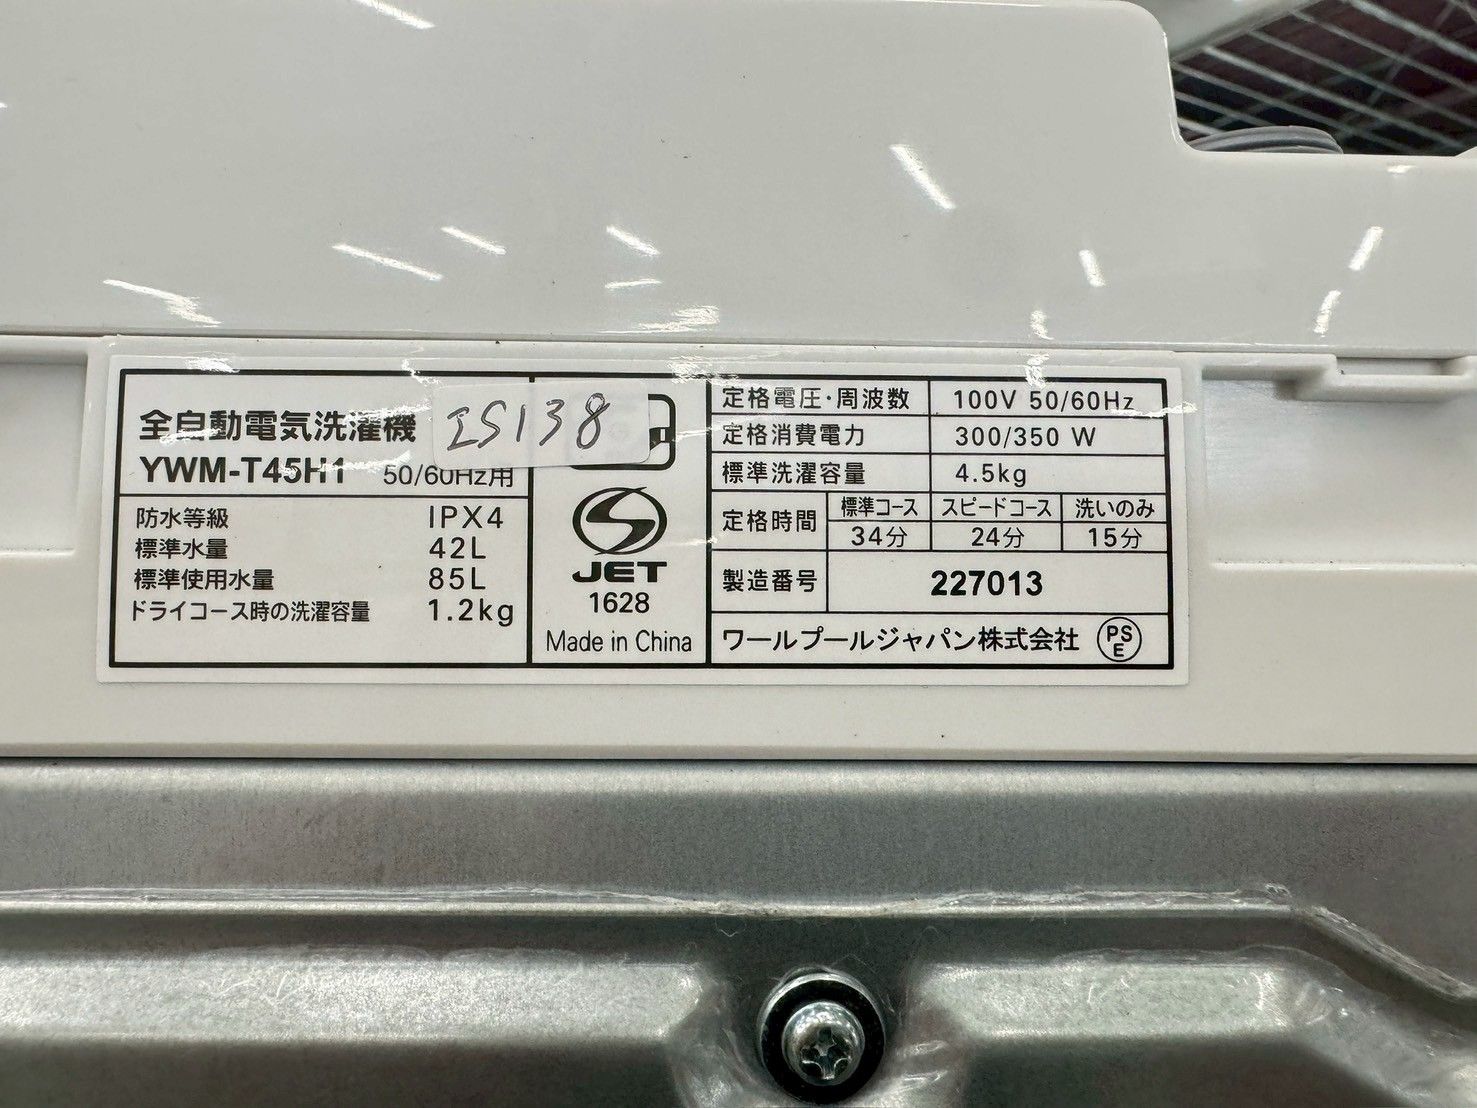 全自動電気洗濯機
IS138
YWM-T45H1 50/60Hz用
防水等級 IPX4
標準水量 42L
標準使用水量 85L
ドライコース時の洗濯容量 1.2kg
JET
1628
Made in China
定格電圧・周波数 100V 50/60Hz
定格消費電力 300/350 W
標準洗濯容量 4.5kg
定格時間 標準コース スピードコース 洗いのみ
34分 24分 15分
製造番号 227013
ワールプールジャパン株式会社 PS
E